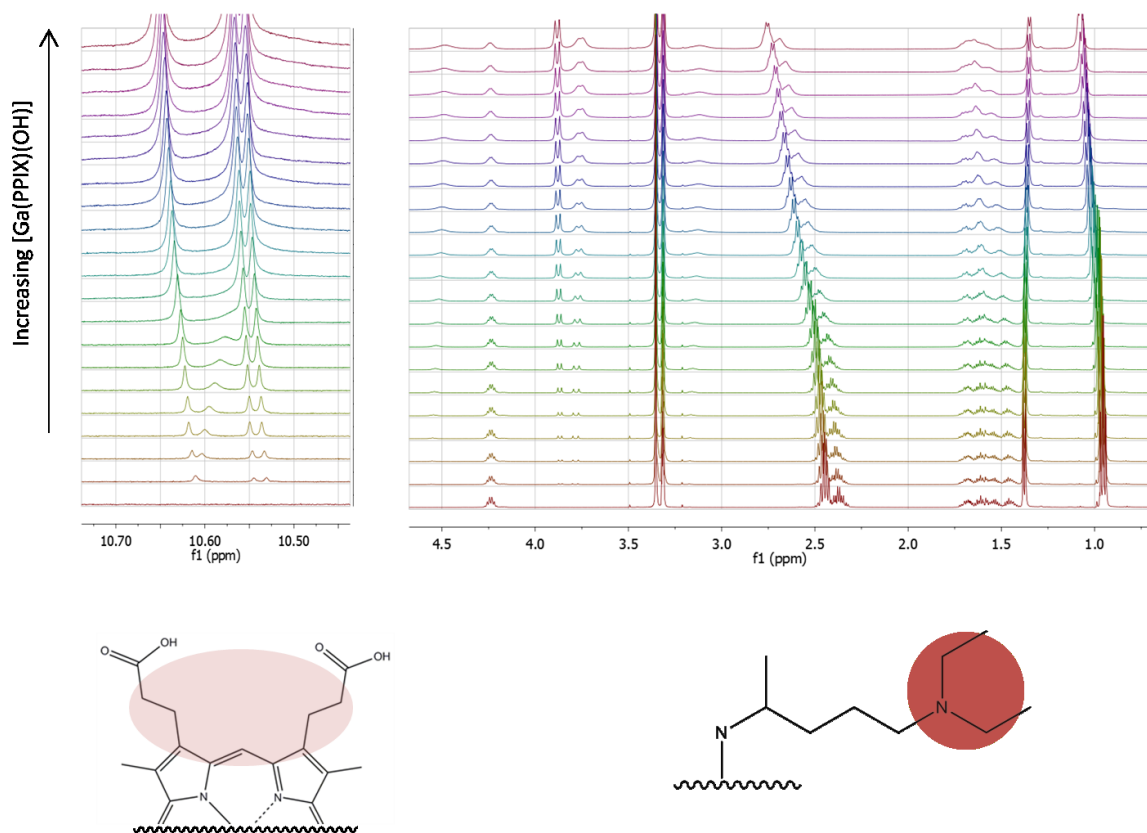 Increasing [Ga(PPIX)(OH)]
10.70 10.60 10.50
f1 (ppm)
4.5 4.0 3.5 3.0 2.5 2.0 1.5 1.0
f1 (ppm)
O OH O OH
N N
N N